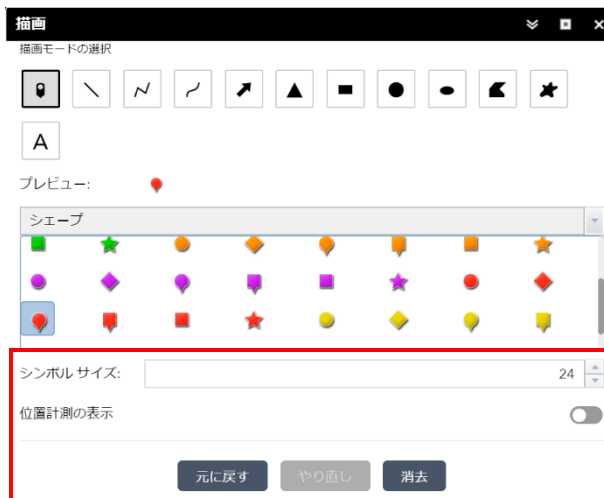 描画
描画モードの選択
A
プレビュー:
シェープ
シンボル サイズ: 24
位置計測の表示
元に戻す やり直し 消去